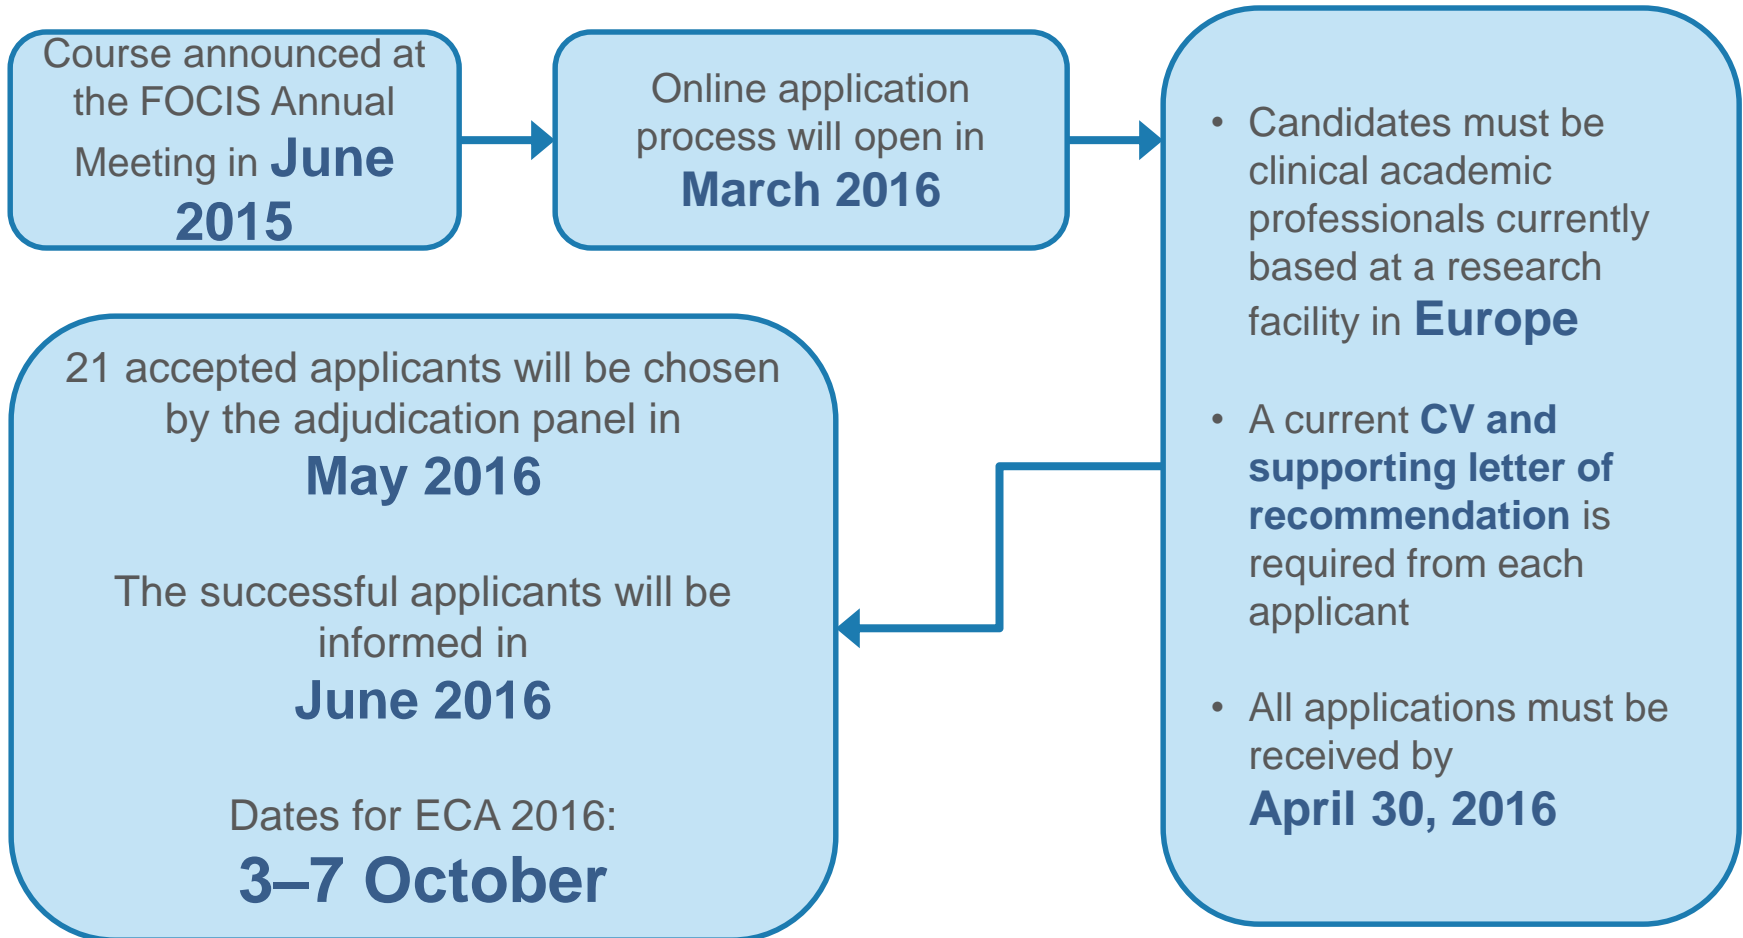 Course announced at
the FOCIS Annual
Meeting in June
2015
Online application
process will open in
March 2016
• Candidates must be
clinical academic
professionals currently
based at a research
facility in Europe
• A current CV and
supporting letter of
recommendation is
required from each
applicant
• All applications must be
received by
April 30, 2016
21 accepted applicants will be chosen
by the adjudication panel in
May 2016
The successful applicants will be
informed in
June 2016
Dates for ECA 2016:
3–7 October